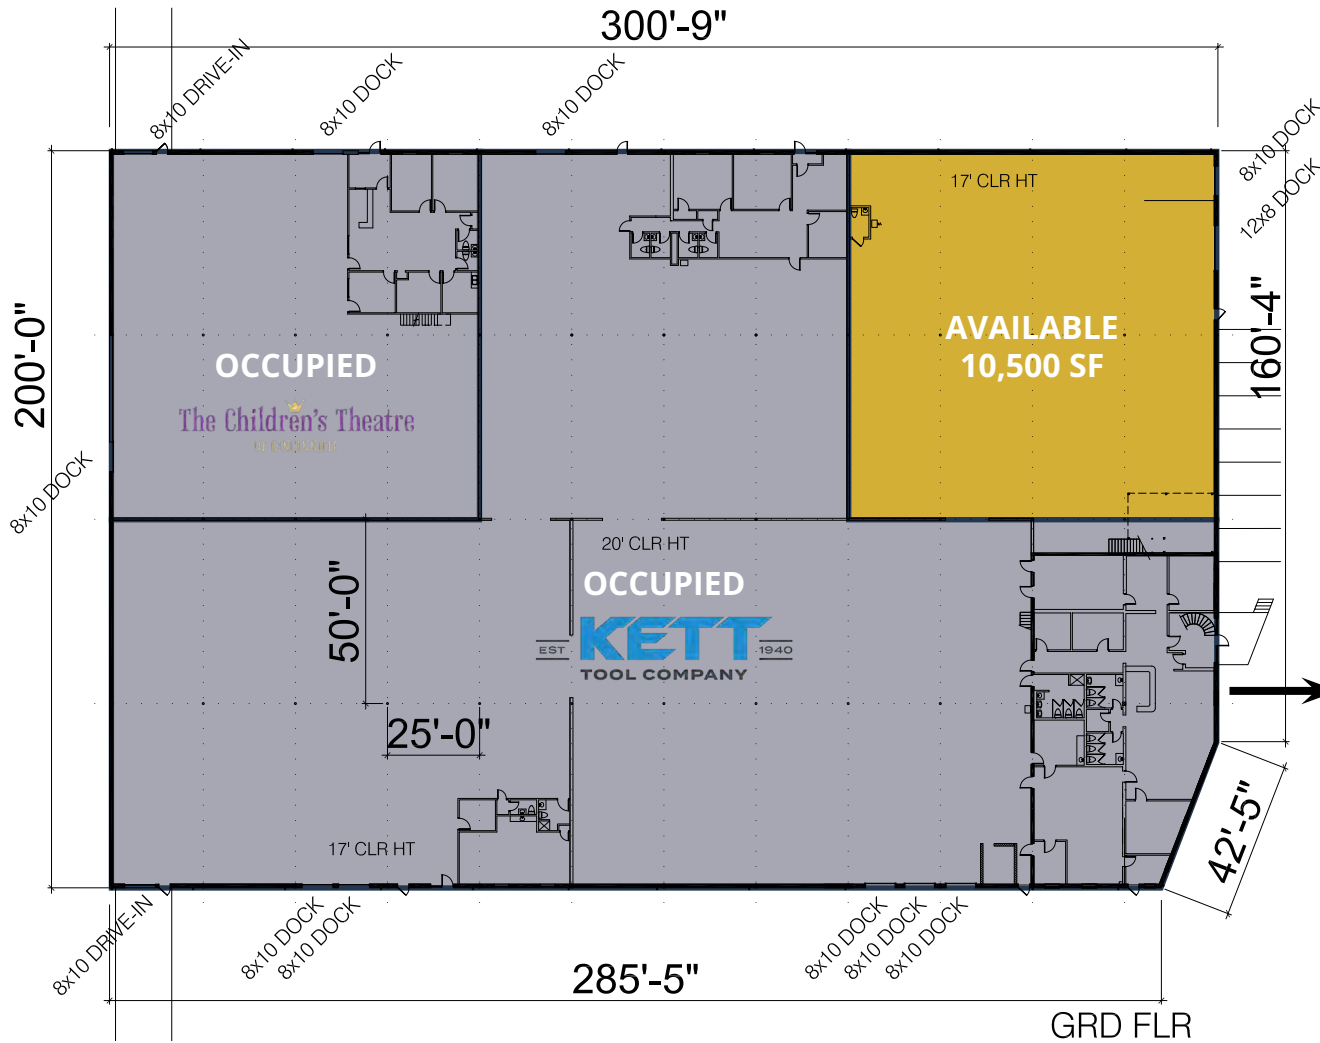 300'-9"
8x10 DRIVE-IN
8x10 DOCK
8x10 DOCK
8x10 DOCK
12x8 DOCK
17' CLR HT
200'-0"
160'-4"
AVAILABLE
10,500 SF
OCCUPIED
The Children's Theatre
8x10 DOCK
20' CLR HT
OCCUPIED
50'-0"
EST
KETT
1940
TOOL COMPANY
25'-0"
42'-5"
17' CLR HT
8x10 DRIVE-IN
8x10 DOCK
8x10 DOCK
8x10 DOCK
8x10 DOCK
8x10 DOCK
285'-5"
GRD FLR